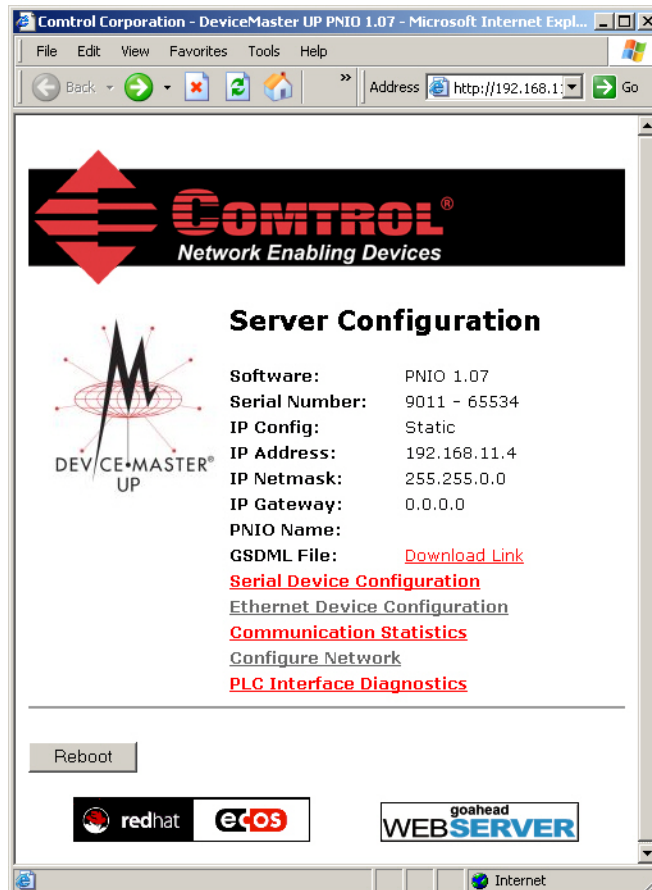 Comtrol Corporation - DeviceMaster UP PNIO 1.07 - Microsoft Internet Expl...
File Edit View Favorites Tools Help
Back » Address http://192.168.1 Go
COMTROL®
Network Enabling Devices
DEVICE•MASTER®
UP
Server Configuration
Software: PNIO 1.07
Serial Number: 9011 - 65534
IP Config: Static
IP Address: 192.168.11.4
IP Netmask: 255.255.0.0
IP Gateway: 0.0.0.0
PNIO Name:
GSDML File: Download Link
Serial Device Configuration
Ethernet Device Configuration
Communication Statistics
Configure Network
PLC Interface Diagnostics
Reboot
redhat ecos
goahead
WEBSERVER
Internet